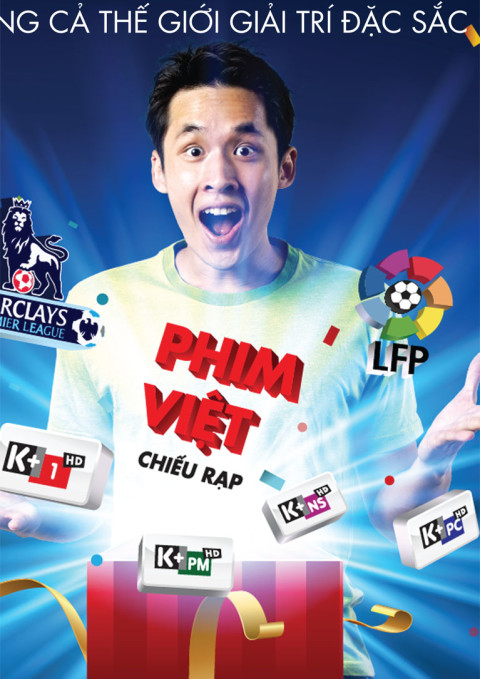 NG CẢ THẾ GIỚI GIẢI TRÍ ĐẶC SẮC
RCLAYS
IER LEAGUE
LFP
PHIM
VIỆT
CHIẾU RẠP
K+ 1 HD
K+ NS HD
K+ PC HD
K+ PM HD